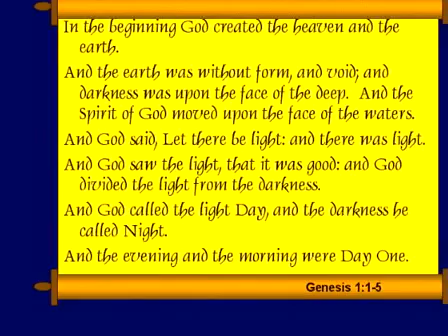 In the beginning God created the heaven and the
earth.
And the earth was without form, and void; and
darkness was upon the face of the deep.  And the
Spirit of God moved upon the face of the waters.
And God said, Let there be light: and there was light.
And God saw the light, that it was good: and God
divided the light from the darkness.
And God called the light Day, and the darkness he
called Night.
And the evening and the morning were Day One.
Genesis 1:1-5